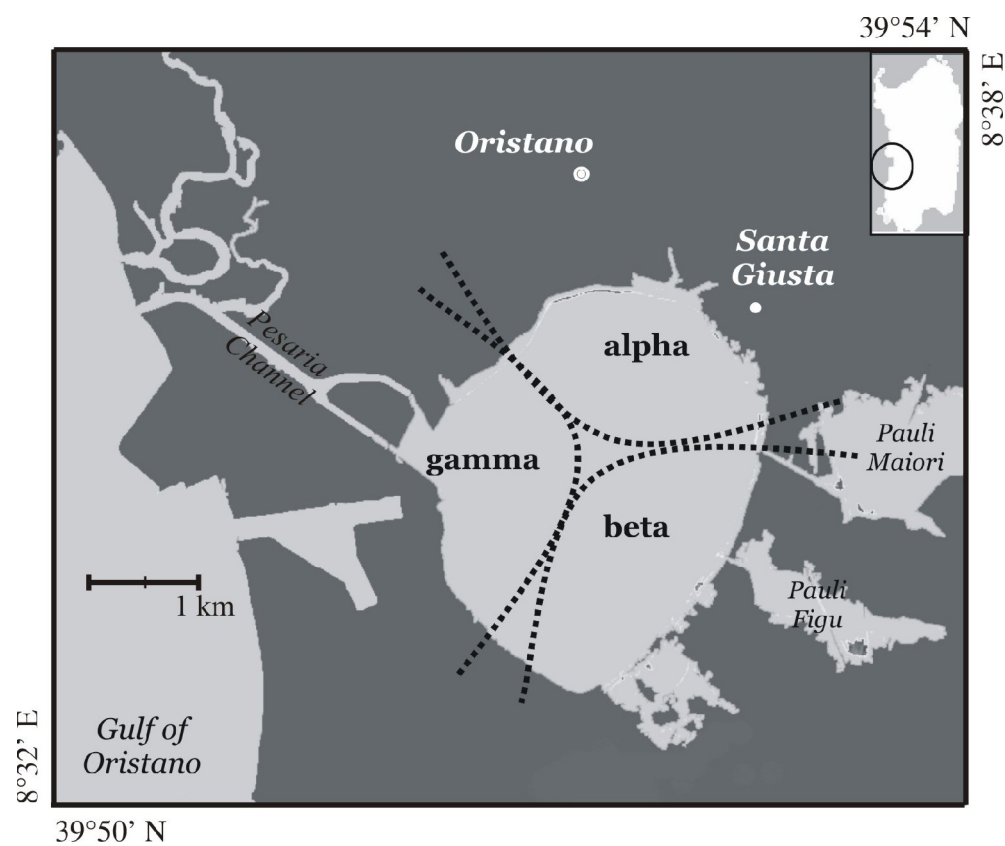 39°54’ N
8°38’ E
Oristano
Santa
Giusta
Pesaria
Channel
alpha
gamma
Pauli
Maiori
beta
Pauli
Figu
1 km
Gulf of
Oristano
8°32’ E
39°50’ N